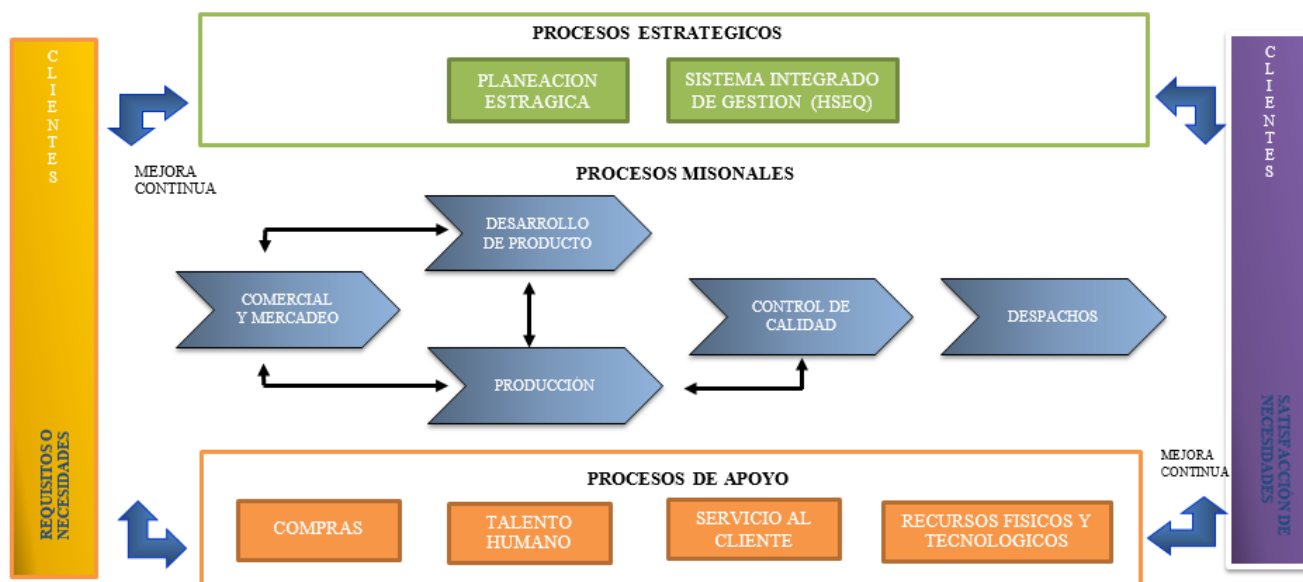 CLIENTES
REQUISITOS O
NECESIDADES
PROCESOS ESTRATEGICOS
PLANEACION
ESTRAGICA
SISTEMA INTEGRADO
DE GESTION (HSEQ)
MEJORA
CONTINUA
PROCESOS MISONALES
DESARROLLO
DE PRODUCTO
COMERCIAL
Y MERCADEO
CONTROL DE
CALIDAD
DESPACHOS
PRODUCCIÓN
PROCESOS DE APOYO
COMPRAS
TALENTO
HUMANO
SERVICIO AL
CLIENTE
RECURSOS FISICOS Y
TECNOLOGICOS
MEJORA
CONTINUA
CLIENTES
SATISFACCIÓN DE
NECESIDADES